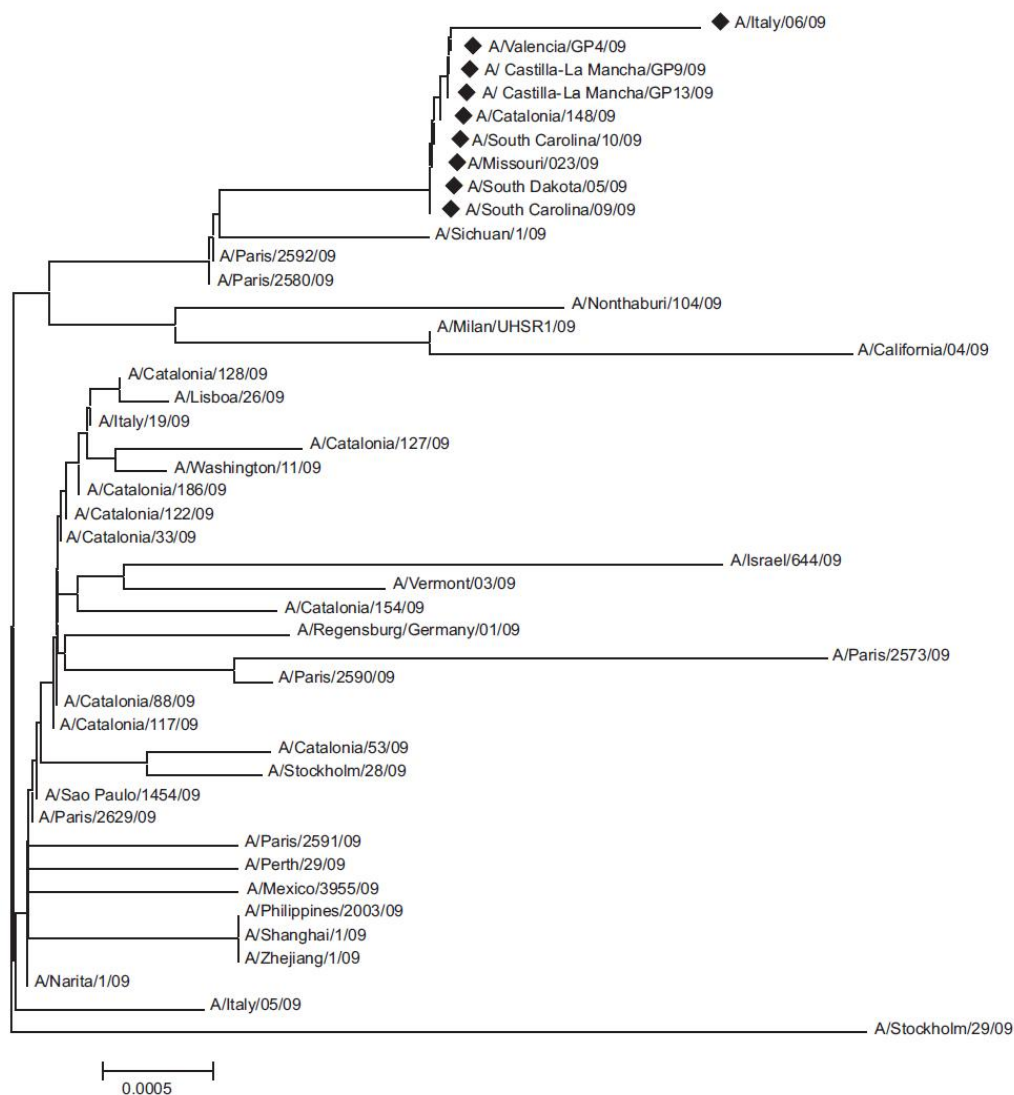 A/Italy/06/09
A/Valencia/GP4/09
A/ Castilla-La Mancha/GP9/09
A/ Castilla-La Mancha/GP13/09
A/Catalonia/148/09
A/South Carolina/10/09
A/Missouri/023/09
A/South Dakota/05/09
A/South Carolina/09/09
A/Sichuan/1/09
A/Paris/2592/09
A/Paris/2580/09
A/Nonthaburi/104/09
A/Milan/UHSR1/09
A/California/04/09
A/Catalonia/128/09
A/Lisboa/26/09
A/Italy/19/09
A/Catalonia/127/09
A/Washington/11/09
A/Catalonia/186/09
A/Catalonia/122/09
A/Catalonia/33/09
A/Israel/644/09
A/Vermont/03/09
A/Catalonia/154/09
A/Regensburg/Germany/01/09
A/Paris/2573/09
A/Paris/2590/09
A/Catalonia/88/09
A/Catalonia/117/09
A/Catalonia/53/09
A/Stockholm/28/09
A/Sao Paulo/1454/09
A/Paris/2629/09
A/Paris/2591/09
A/Perth/29/09
A/Mexico/3955/09
A/Philippines/2003/09
A/Shanghai/1/09
A/Zhejiang/1/09
A/Narita/1/09
A/Italy/05/09
A/Stockholm/29/09
0.0005